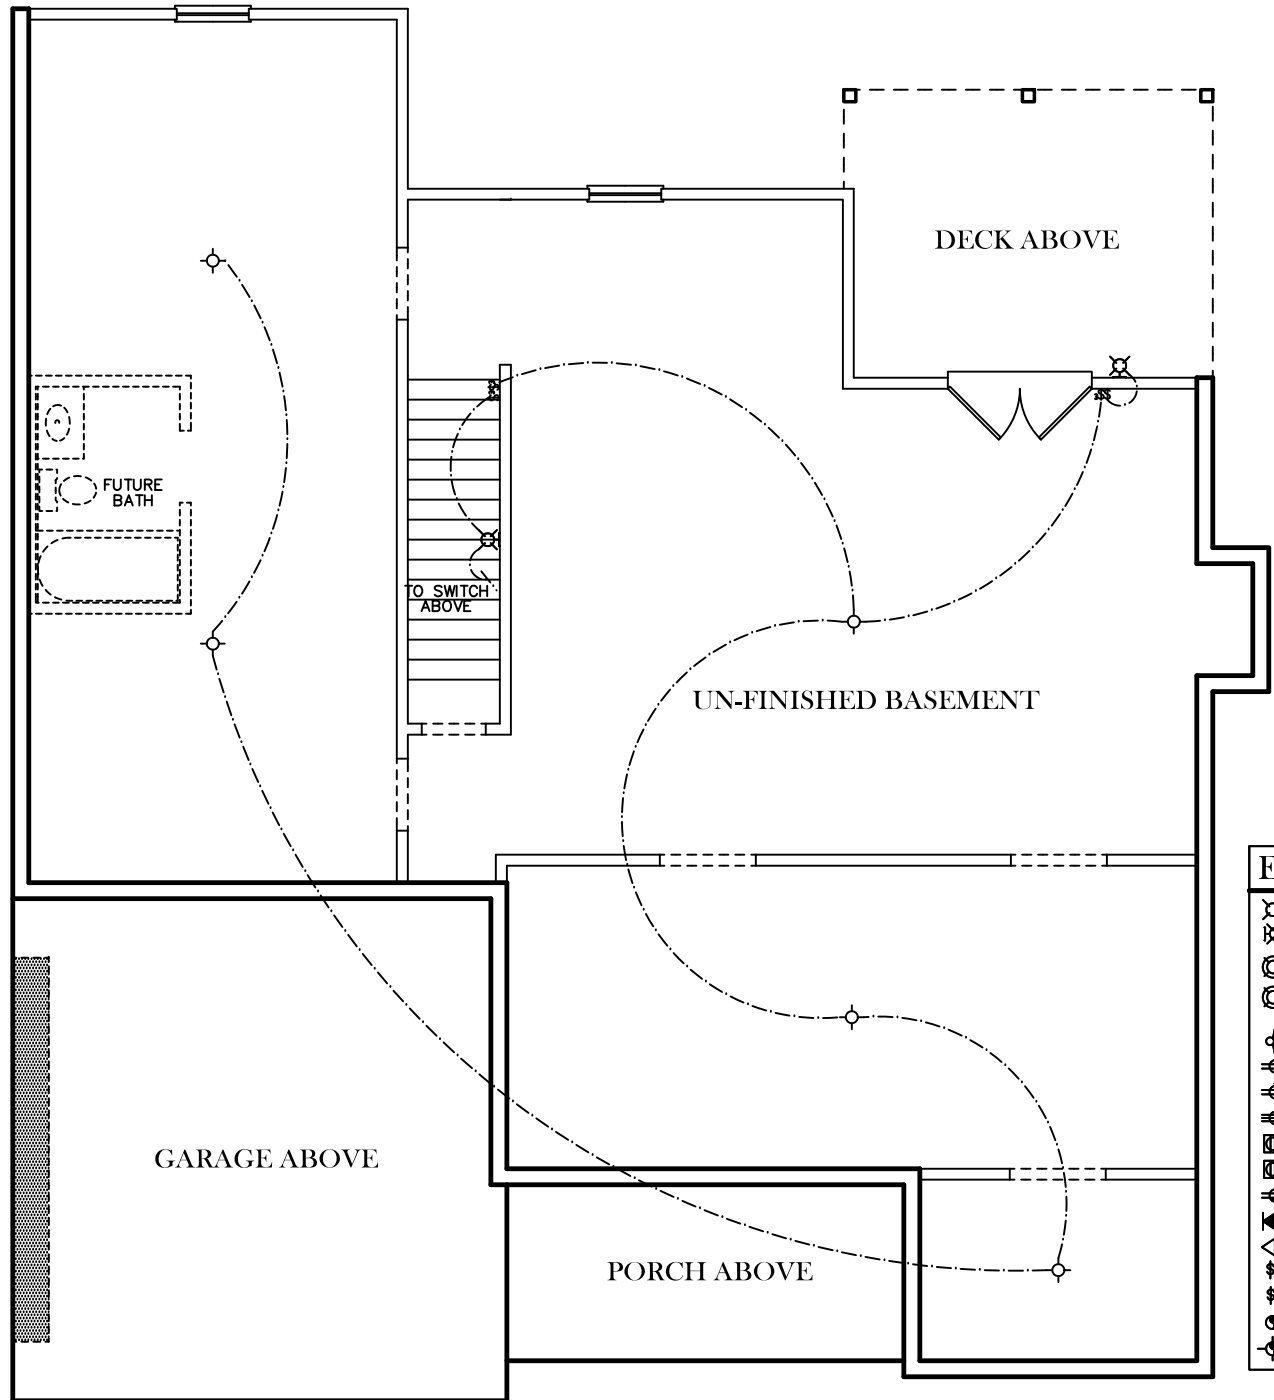 DECK ABOVE
FUTURE
BATH
TO SWITCH
ABOVE
UN-FINISHED BASEMENT
GARAGE ABOVE
PORCH ABOVE
E